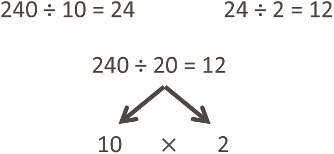 240 ÷ 10 = 24 24 ÷ 2 = 12
240 ÷ 20 = 12
10 × 2